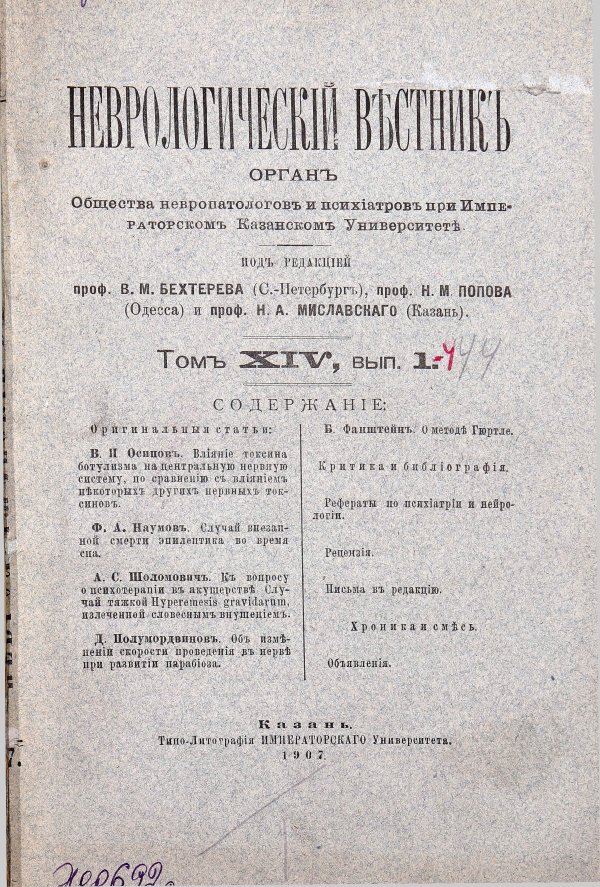 НЕВРОЛОГИЧЕСКІЙ ВѢСТНИКЪ
ОРГАНЪ
Общества невропатологовъ и психіатровъ при Импе-
раторскомъ Казанскомъ Университетѣ.
ПОДЪ РЕДАКЦІЕЙ
проф. В. М. БЕХТЕРЕВА (С.-Петербургъ), проф. Н. М. ПОПОВА
(Одесса) и проф. Н. А. МИСЛАВСКАГО (Казань).
Томъ XIV, вып. 1.-4
44
СОДЕРЖАНІЕ:
Оригинальныя статьи:
В. П Осиповъ. Вліяніе токсина
ботулизма на центральную нервную
систему, по сравненію съ вліяніемъ
нѣкоторыхъ другихъ нервныхъ ток-
синовъ.
Ф. А. Наумовъ. Случай внезап-
ной смерти эпилептика во время
сна.
А. С. Шоломовичъ. Къ вопросу
о психотерапіи въ акушерствѣ Слу-
чай тяжкой Hyperemesis gravidarum,
излеченной словеснымъ внушеніемъ.
Д. Полумордвиновъ. Объ измѣ-
неніи скорости проведенія въ нервѣ
при развитіи парабіоза.
Б. Фанштейнъ. О методѣ Гюртле.
Критика и библіографія.
Рефераты по психіатріи и нейро-
логіи.
Рецензія.
Письма въ редакцію.
Хроника и смѣсь.
Объявленія.
Казань.
Типо-Литографія ИМПЕРАТОРСКАГО Университета.
1907
7.